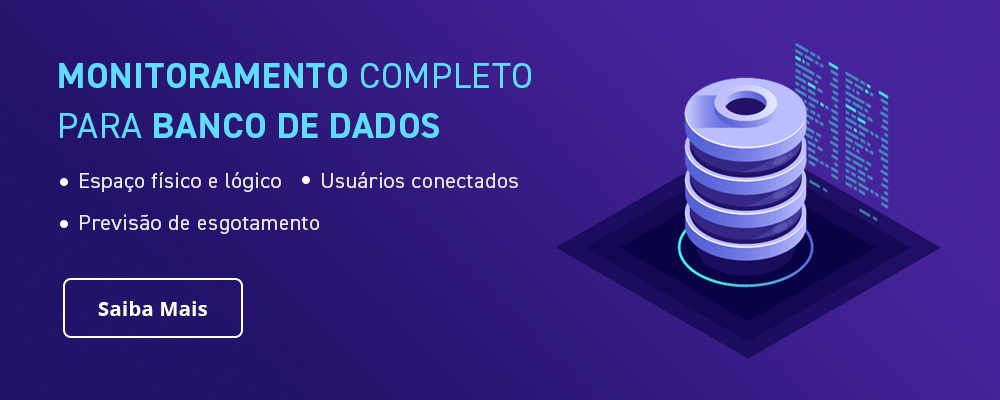 MONITORAMENTO COMPLETO
PARA BANCO DE DADOS
• Espaço físico e lógico • Usuários conectados
• Previsão de esgotamento
Saiba Mais